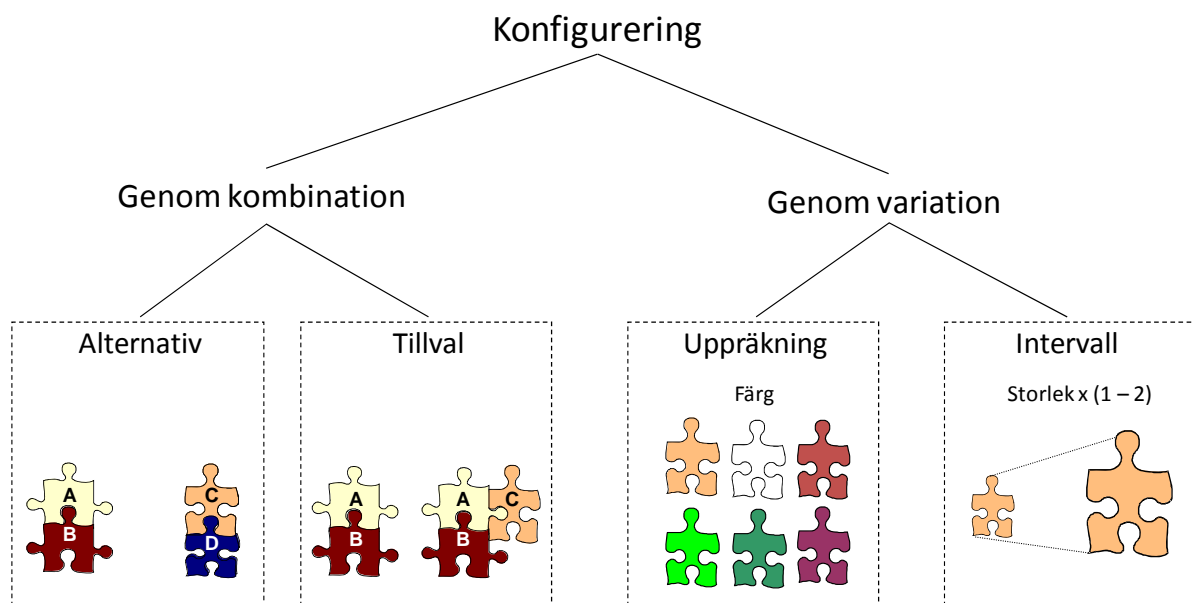 Konfigurering
Genom kombination
Genom variation
Alternativ
Tillval
Uppräkning
Intervall
Färg
Storlek x (1 – 2)
A
B
C
D
A
B
A
B
C